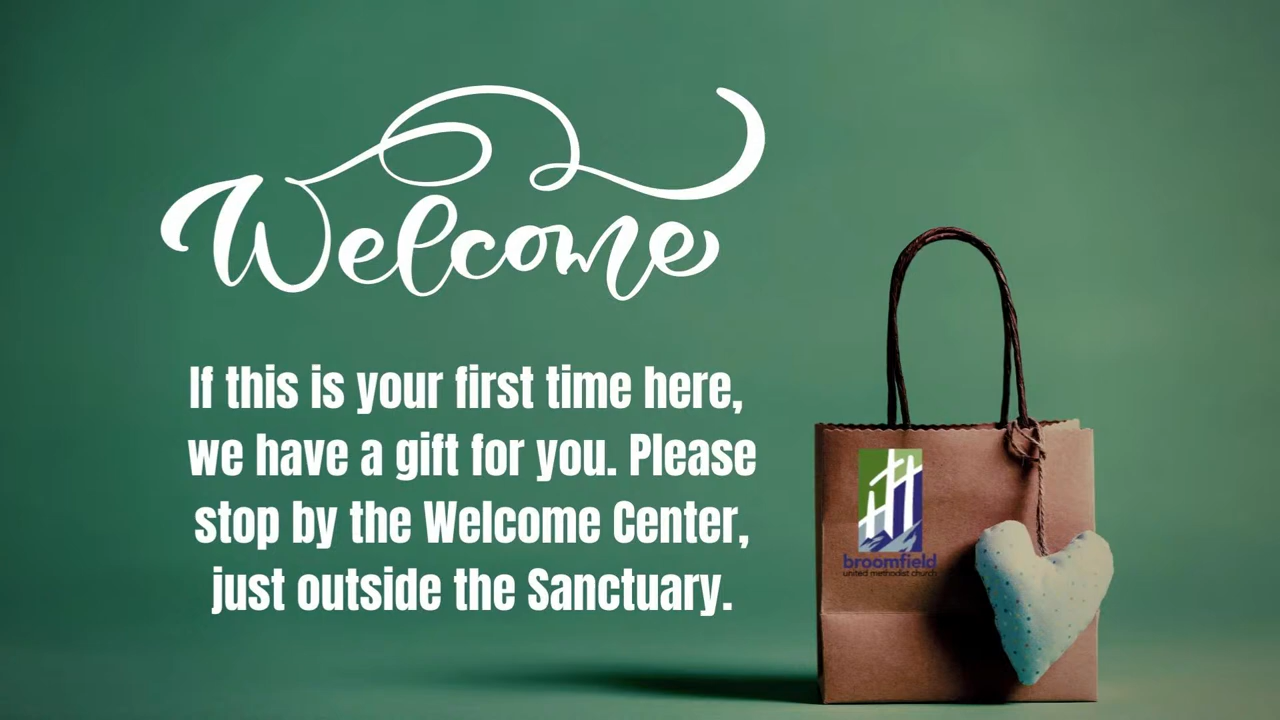 Welcome
If this is your first time here,
we have a gift for you. Please
stop by the Welcome Center,
just outside the Sanctuary.
broomfield
united methodist church